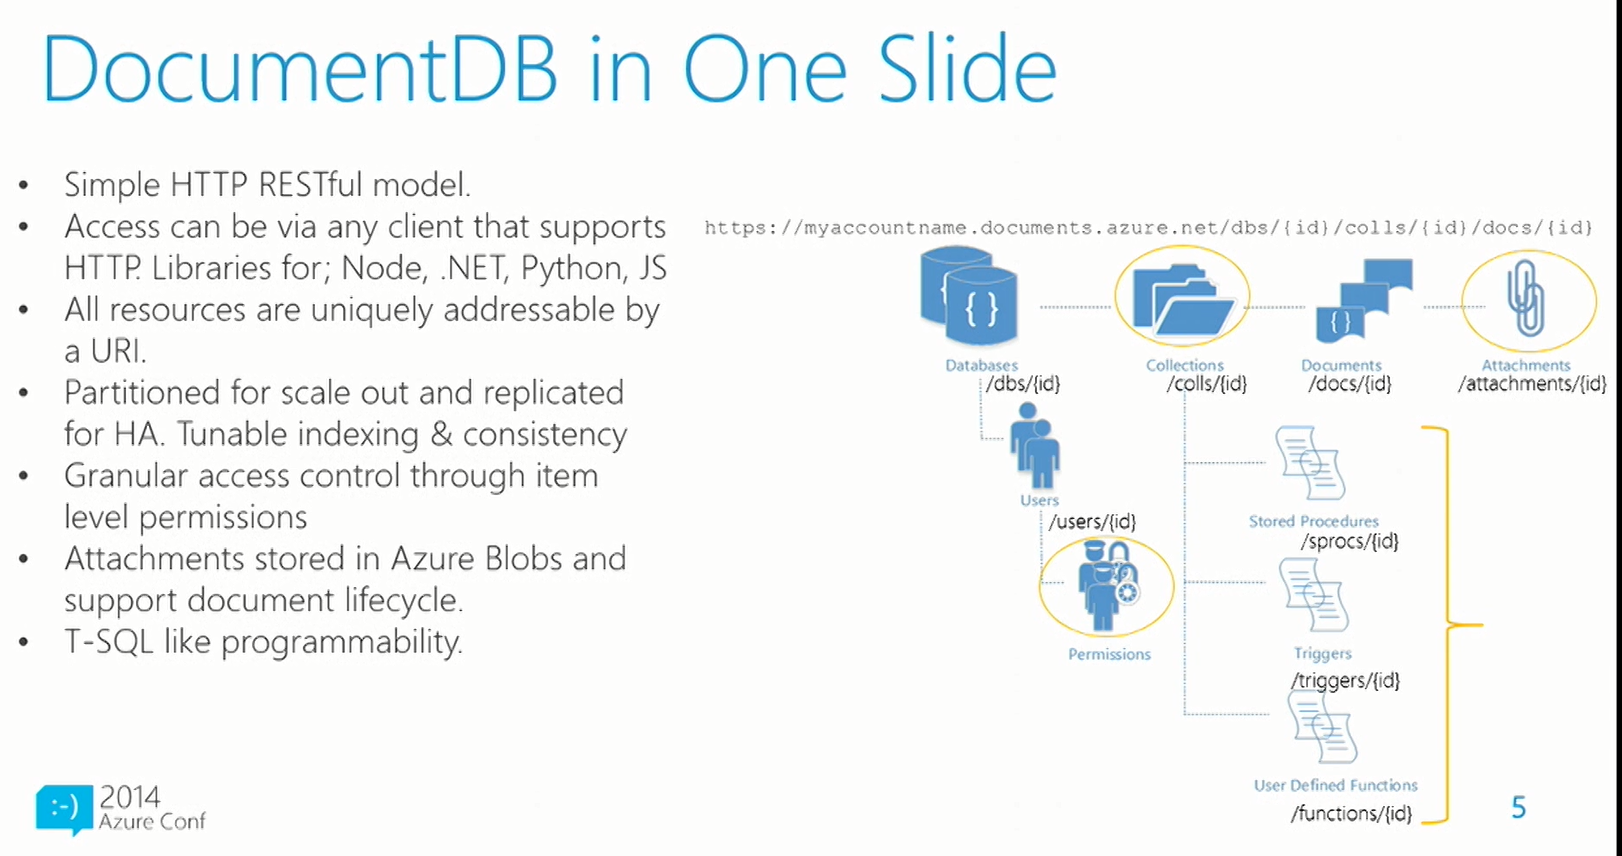 DocumentDB in One Slide
• Simple HTTP RESTful model.
• Access can be via any client that supports
HTTP. Libraries for; Node, .NET, Python, JS
• All resources are uniquely addressable by
a URI.
• Partitioned for scale out and replicated
for HA. Tunable indexing & consistency
• Granular access control through item
level permissions
• Attachments stored in Azure Blobs and
support document lifecycle.
• T-SQL like programmability.
https://myaccountname.documents.azure.net/dbs/{id}/colls/{id}/docs/{id}
{ }
{ }
Databases
/dbs/{id}
Collections
/colls/{id}
Documents
/docs/{id}
Attachments
/attachments/{id}
Users
/users/{id}
Permissions
Stored Procedures
/sprocs/{id}
Triggers
/triggers/{id}
User Defined Functions
/functions/{id}
:-)
2014
Azure Conf
5